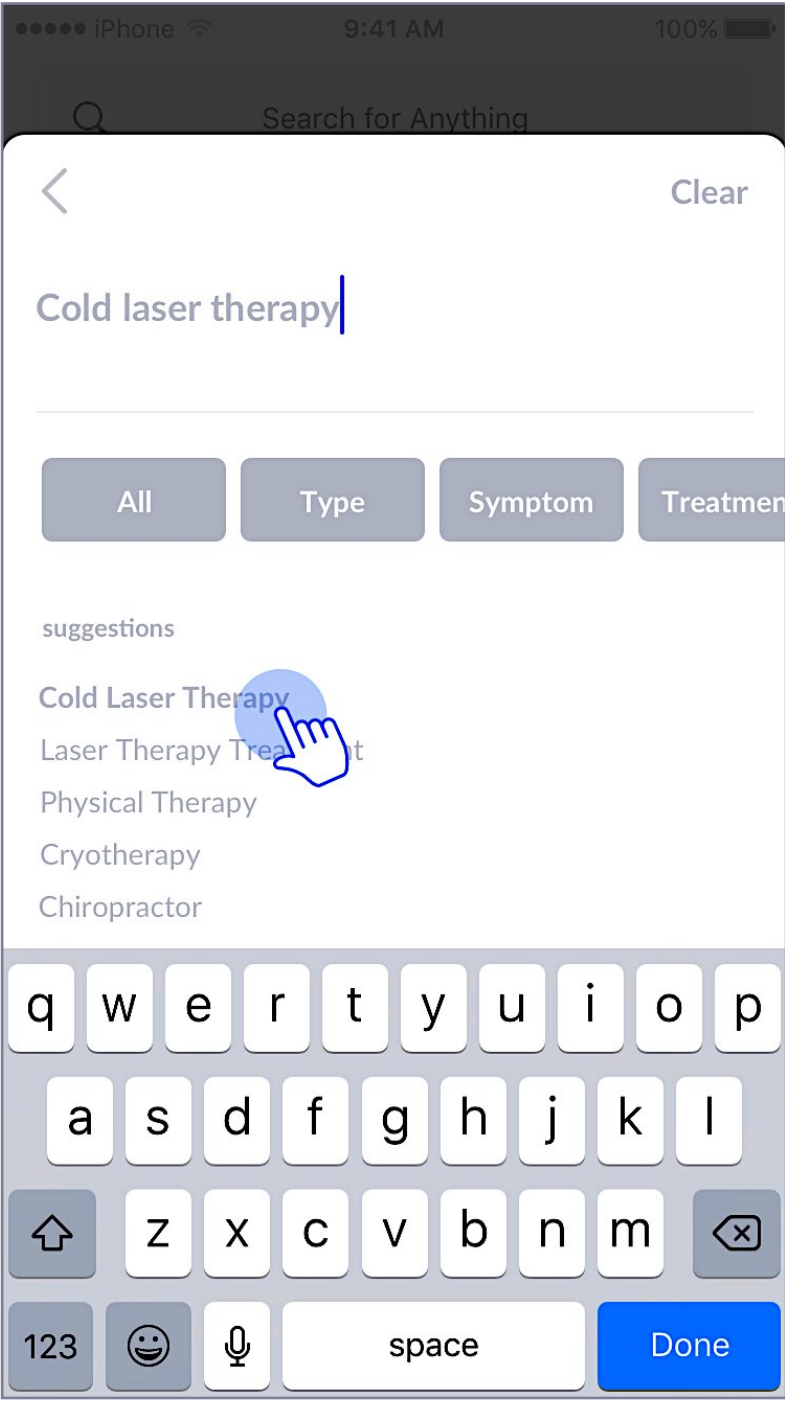 iPhone 9:41 AM 100%
Search for Anything
Clear
Cold laser therapy
All Type Symptom Treatmen
suggestions
Cold Laser Therapy
Laser Therapy Treatment
Physical Therapy
Cryotherapy
Chiropractor
q w e r t y u i o p
a s d f g h j k l
z x c v b n m
123 space Done